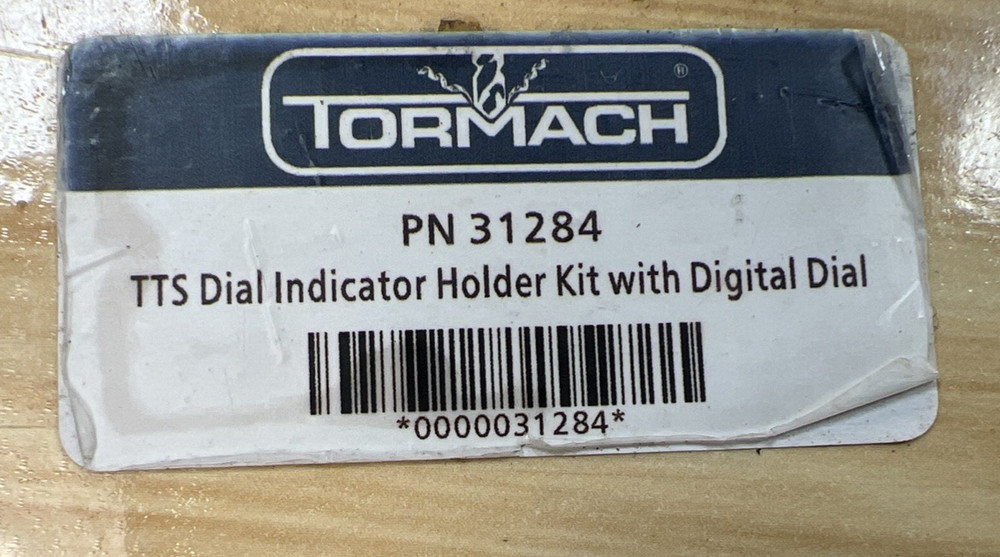 TORMACH®
PN 31284
TTS Dial Indicator Holder Kit with Digital Dial
*0000031284*